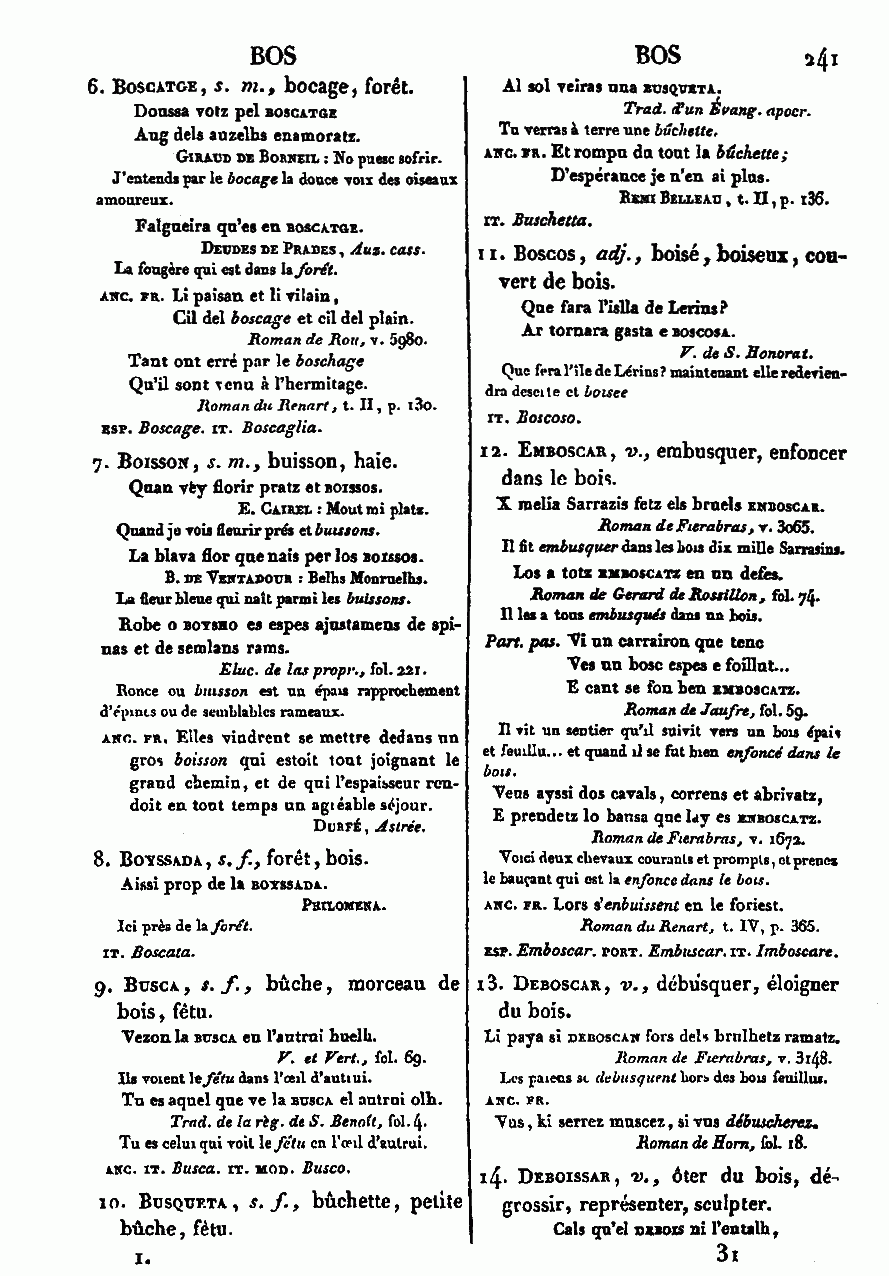 BOS
BOS 241
6. BOSCATGE, s. m., bocage, forêt.
Doussa votz pel BOSCATGE
Aug dels auzelhs enamoratz.
GIRAUD DE BORNEIL : No puesc sofrir.
J'entends par le bocage la douce voix des oiseaux
amoureux.
Falgueira qu'es en BOSCATGE.
DEUDES DE PRADES, Auz. cass.
La fougère qui est dans la forêt.
ANC. FR. Li paisan et li vilain,
Cil del boscage et cil del plain.
Roman de Rou, v. 5980.
Tant ont erré par le boschage
Qu'il sont venu à l'hermitage.
Roman du Renart, t. II, p. 130.
ESP. Boscage. IT. Boscaglia.
7. BOISSON, s. m., buisson, haie.
Quan vey florir pratz et BOISSOS.
E. CAIREL : Mout mi platz.
Quand je vois fleurir prés et buissons.
La blava flor que nais per los BOISSOS.
B. DE VENTADOUR : Belhs Monruelhs.
La fleur bleue qui naît parmi les buissons.
Robe o BOYSHO es espes ajustamens de spi-
nas et de semlans rams.
Eluc. de las propr., fol. 221.
Ronce ou buisson est un épais rapprochement
d'épines ou de semblables rameaux.
ANC. FR. Elles vindrent se mettre dedans un
gros boisson qui estoit tout joignant le
grand chemin, et de qui l'espaisseur ren-
doit en tout temps un agréable séjour.
DURFÉ, Astrée.
8. BOYSSADA, s. f., forêt, bois.
Aissi prop de la BOYSSADA.
PHILOMENA.
Ici près de la forêt.
IT. Boscata.
9. BUSCA, s. f., bûche, morceau de
bois, fêtu.
Vezon la BUSCA en l'autrui huelh.
V. et Vert., fol. 69.
Ils voient le fétu dans l'œil d'autrui.
Tu es aquel que ve la BUSCA el autrui olh.
Trad. de la règ. de S. Benoît, fol. 4.
Tu es celui qui voit le fétu en l'œil d'autrui.
ANC. IT. Busca. IT. MOD. Busco.
10. BUSQUETA, s. f., bûchette, petite
bûche, fêtu.
I.
Al sol veiras una BUSQUETA.
Trad. d'un Évang. apocr.
Tu verras à terre une bûchette.
ANC. FR. Et rompu du tout la bûchette;
D'espérance je n'en ai plus.
REMI BELLEAU, t. II, p. 136.
IT. Buschetta.
11. BOSCOS, adj., boisé, boiseux, cou-
vert de bois.
Que fara l'islla de Lerins?
Ar tornara gasta e BOSCOSA.
V. de S. Honorat.
Que fera l'île de Lérins? maintenant elle redevien-
dra deserte et boisee
IT. Boscoso.
12. EMBOSCAR, v., embusquer, enfoncer
dans le bois.
X melia Sarrazis fetz els bruels ENBOSCAR.
Roman de Fierabras, v. 3065.
Il fit embusquer dans les bois dix mille Sarrasins.
Los a totz EMBOSCATZ en un defes.
Roman de Gerard de Rossillon, fol. 74.
Il les a tous embusqués dans un bois.
Part. pas. Vi un carrairon que tenc
Ves un bosc espes e foillut...
E cant se fon ben EMBOSCATZ.
Roman de Jaufre, fol. 59.
Il vit un sentier qu'il suivit vers un bois épais
et feuillu... et quand il se fut bien enfoncé dans le
bois.
Veus ayssi dos cavals, correns et abrivatz,
E prendetz lo bausa que lay es ENBOSCATZ.
Roman de Fierabras, v. 1672.
Voici deux chevaux courants et prompts, et prenez
le bauçant qui est là enfonce dans le bois.
ANC. FR. Lors s'enbuissent en le foriest.
Roman du Renart, t. IV, p. 365.
ESP. Emboscar. PORT. Embuscar. IT. Imboscare.
13. DEBOSCAR, v., débusquer, éloigner
du bois.
Li paya si DEBOSCAN fors dels brulhetz ramatz.
Roman de Fierabras, v. 3148.
Les païens se debusquent hors des bois feuillus.
ANC. FR.
Vus, ki serrez muscez, si vus débuscherez.
Roman de Horn, fol. 18.
14. DEBOISSAR, v., ôter du bois, dé-
grossir, représenter, sculpter.
Cals qu'el DEBOIS ni l'entalh,
31